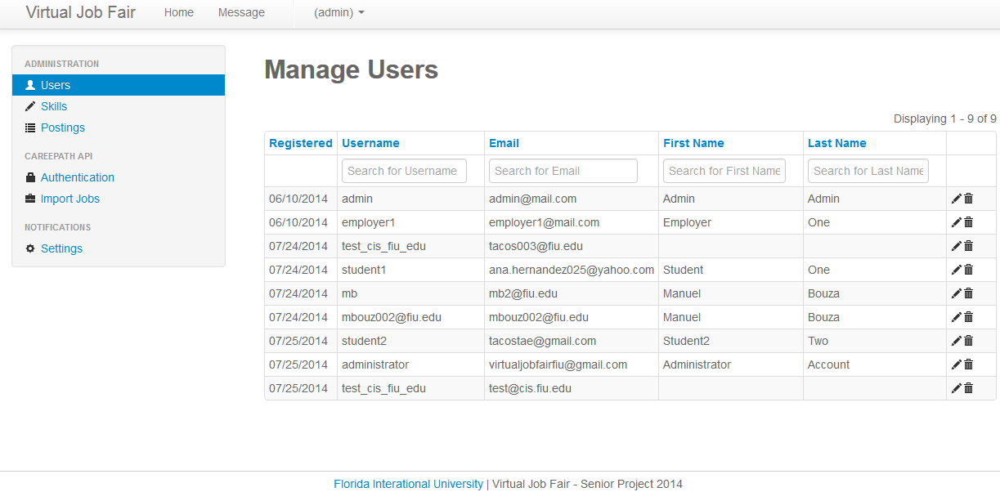 Virtual Job Fair Home Message (admin)
ADMINISTRATION
Users
Skills
Postings
CAREEPATH API
Authentication
Import Jobs
NOTIFICATIONS
Settings
Manage Users
Displaying 1 - 9 of 9
Registered Username Email First Name Last Name
Search for Username Search for Email Search for First Name Search for Last Name
06/10/2014 admin admin@mail.com Admin Admin
06/10/2014 employer1 employer1@mail.com Employer One
07/24/2014 test_cis_fiu_edu tacos003@fiu.edu
07/24/2014 student1 ana.hernandez025@yahoo.com Student One
07/24/2014 mb mb2@fiu.edu Manuel Bouza
07/24/2014 mbouz002@fiu.edu mbouz002@fiu.edu Manuel Bouza
07/25/2014 student2 tacostae@gmail.com Student2 Two
07/25/2014 administrator virtualjobfairfiu@gmail.com Administrator Account
07/25/2014 test_cis_fiu_edu test@cis.fiu.edu
Florida Interational University | Virtual Job Fair - Senior Project 2014